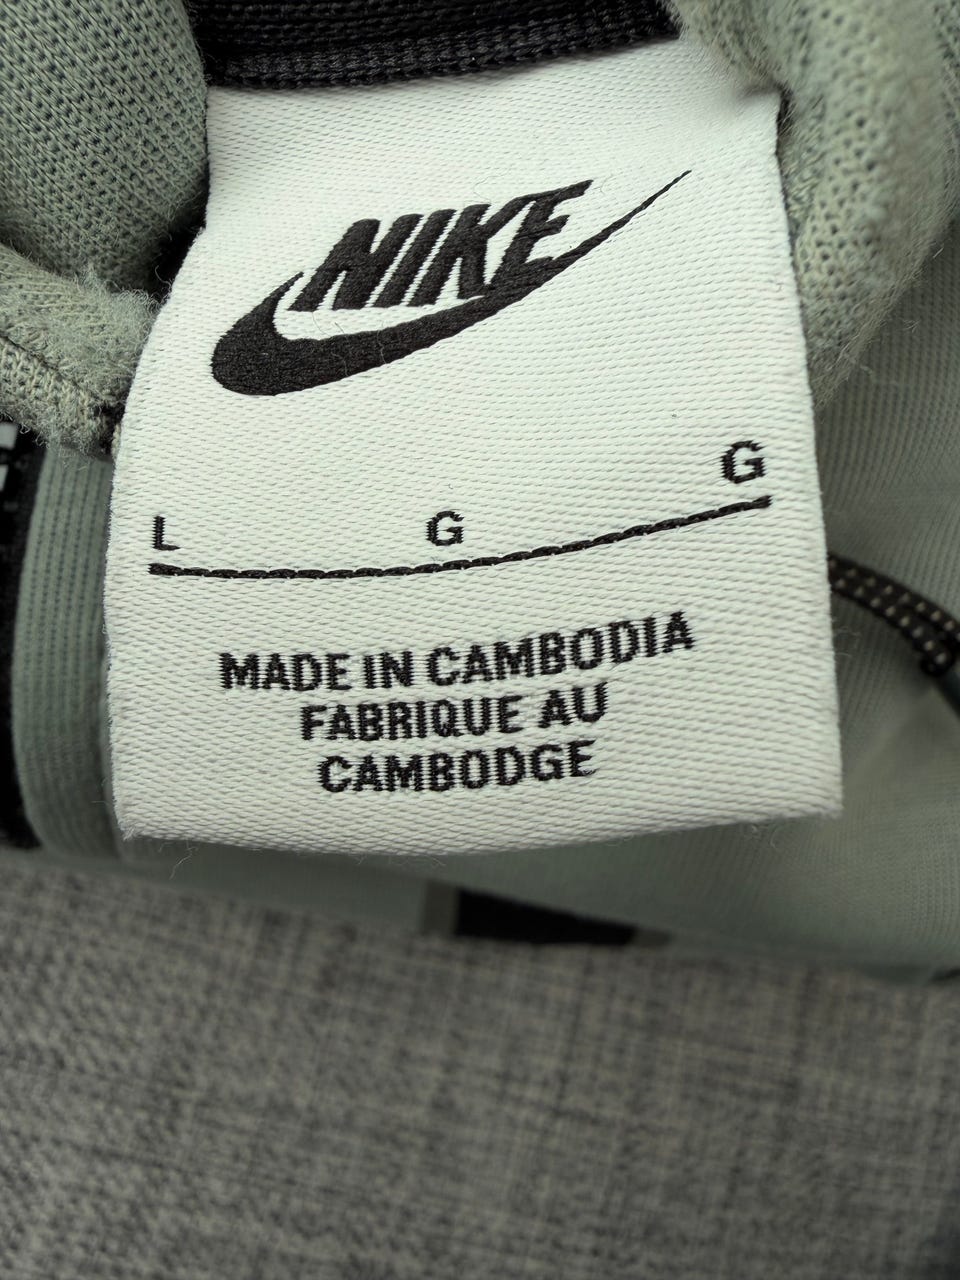 NIKE
L G G
MADE IN CAMBODIA
FABRIQUE AU
CAMBODGE